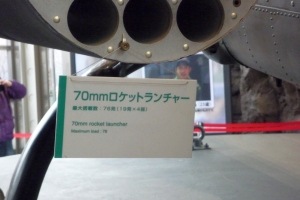 70mmロケットランチャー
最大搭載数：76発(19発×4基)
70mm rocket launcher
Maximum load : 76